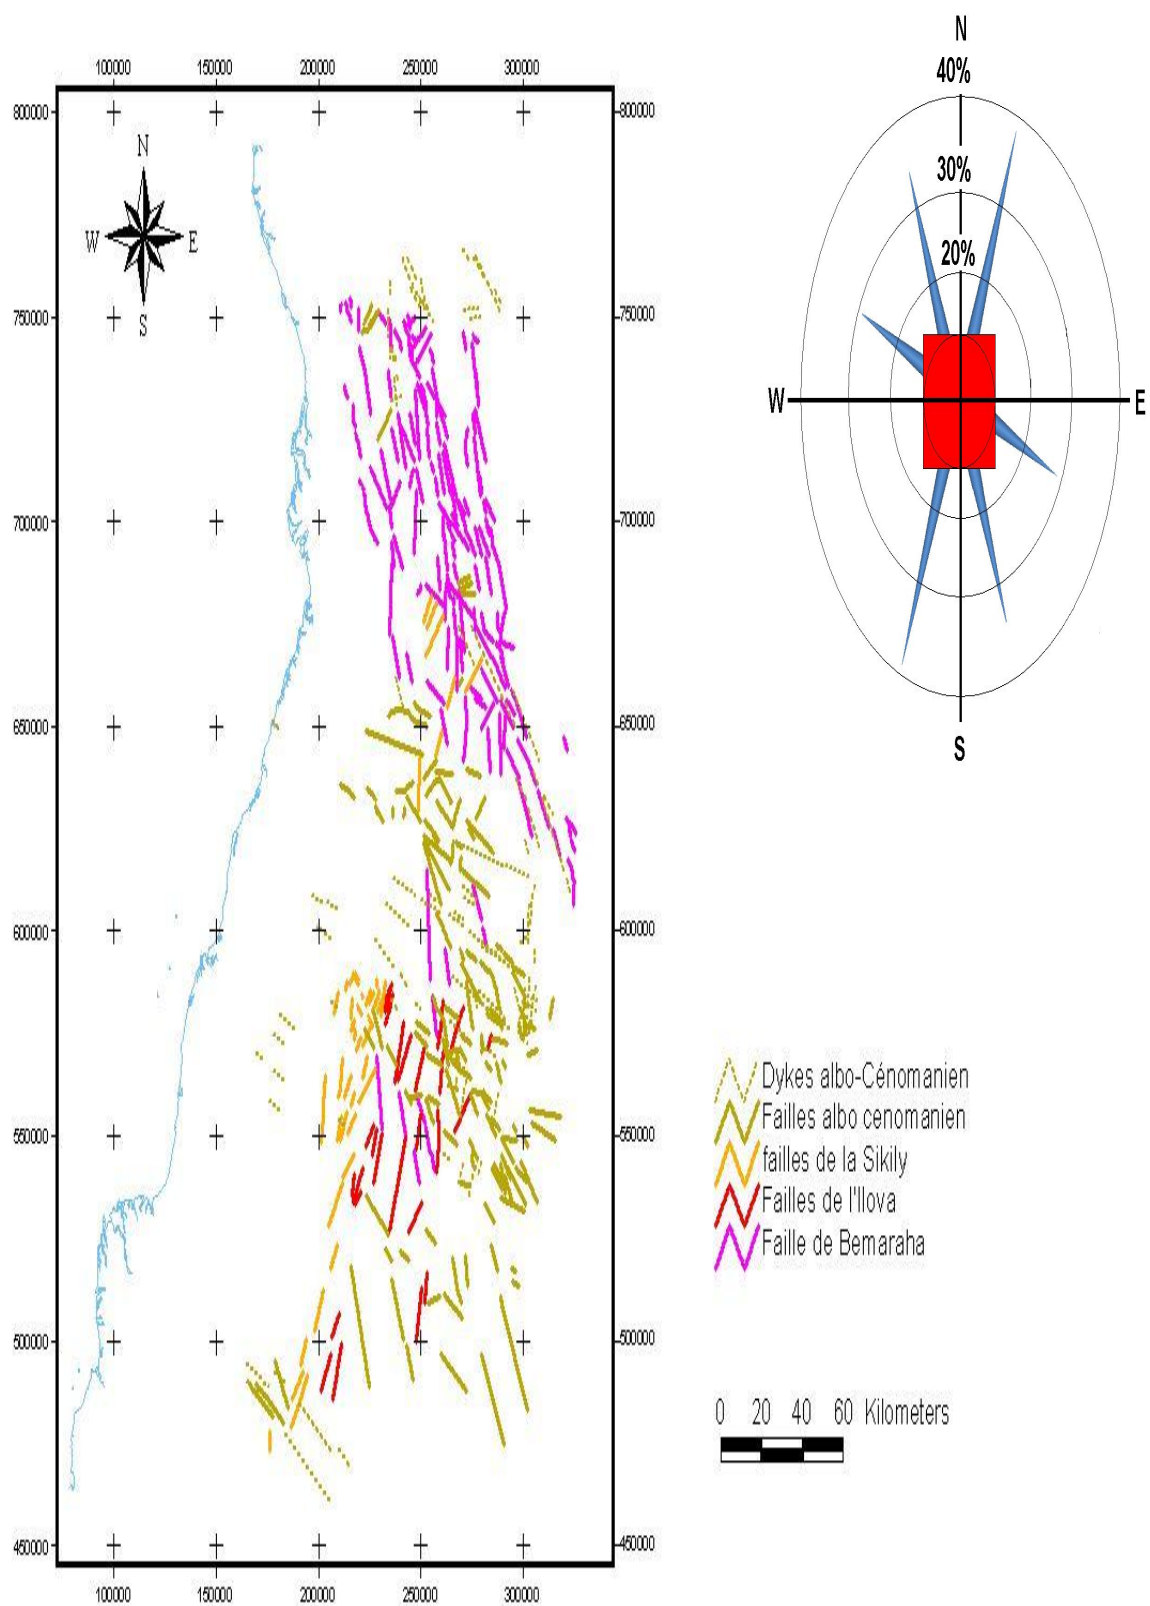 100000 150000 200000 250000 300000
800000 800000
N
W E
S
750000 750000
700000 700000
650000 650000
600000 600000
550000 550000
500000 500000
450000 450000
100000 150000 200000 250000 300000
N
40%
30%
20%
W E
S
Dykes albo-Cénomanien
Failles albo cenomanien
failles de la Sikily
Failles de l'Ilova
Faille de Bemaraha
0 20 40 60 Kilometers